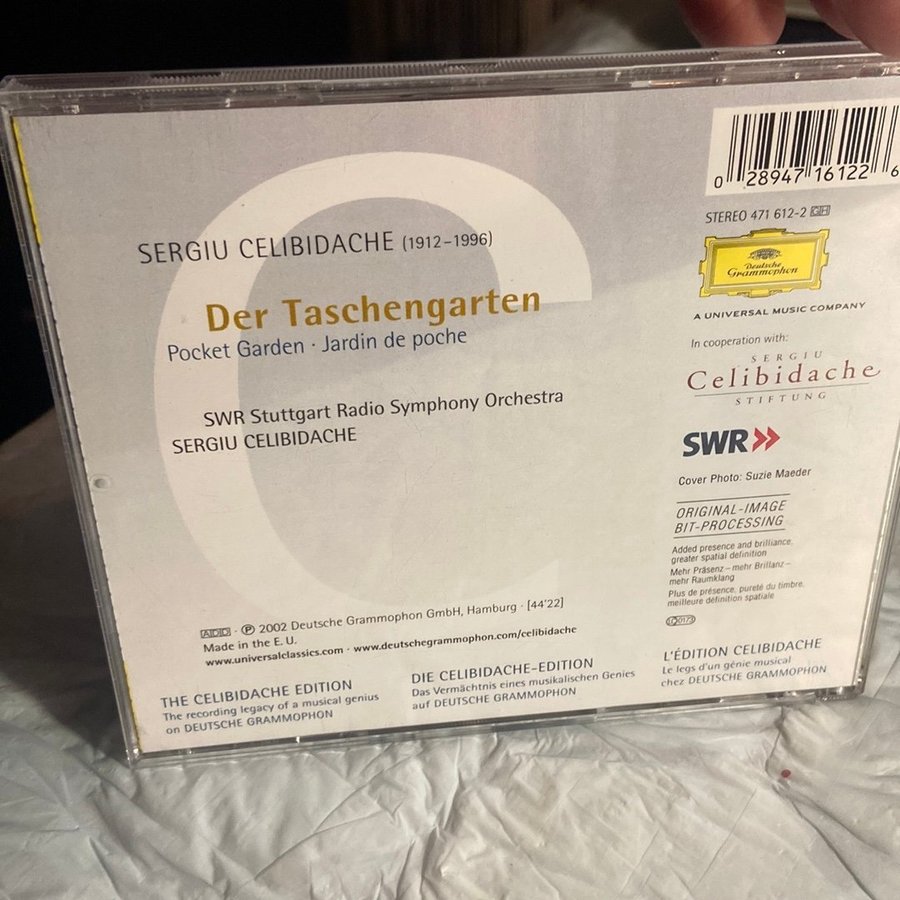 0 28947 16122 6
STEREO 471 612-2 GH
Deutsche
Grammophon
A UNIVERSAL MUSIC COMPANY
In cooperation with:
SERGIU
Celibidache
STIFTUNG
SWR
Cover Photo: Suzie Maeder
ORIGINAL-IMAGE
BIT-PROCESSING
Added presence and brilliance,
greater spatial definition
Mehr Präsenz – mehr Brillanz –
mehr Raumklang
Plus de présence, pureté du timbre,
meilleure définition spatiale
SERGIU CELIBIDACHE (1912–1996)
Der Taschengarten
Pocket Garden · Jardin de poche
SWR Stuttgart Radio Symphony Orchestra
SERGIU CELIBIDACHE
ADD · ℗ 2002 Deutsche Grammophon GmbH, Hamburg · [44'22]
Made in the E. U.
www.universalclassics.com · www.deutschegrammophon.com/celibidache
THE CELIBIDACHE EDITION
The recording legacy of a musical genius
on DEUTSCHE GRAMMOPHON
DIE CELIBIDACHE-EDITION
Das Vermächtnis eines musikalischen Genies
auf DEUTSCHE GRAMMOPHON
L'ÉDITION CELIBIDACHE
Le legs d'un génie musical
chez DEUTSCHE GRAMMOPHON